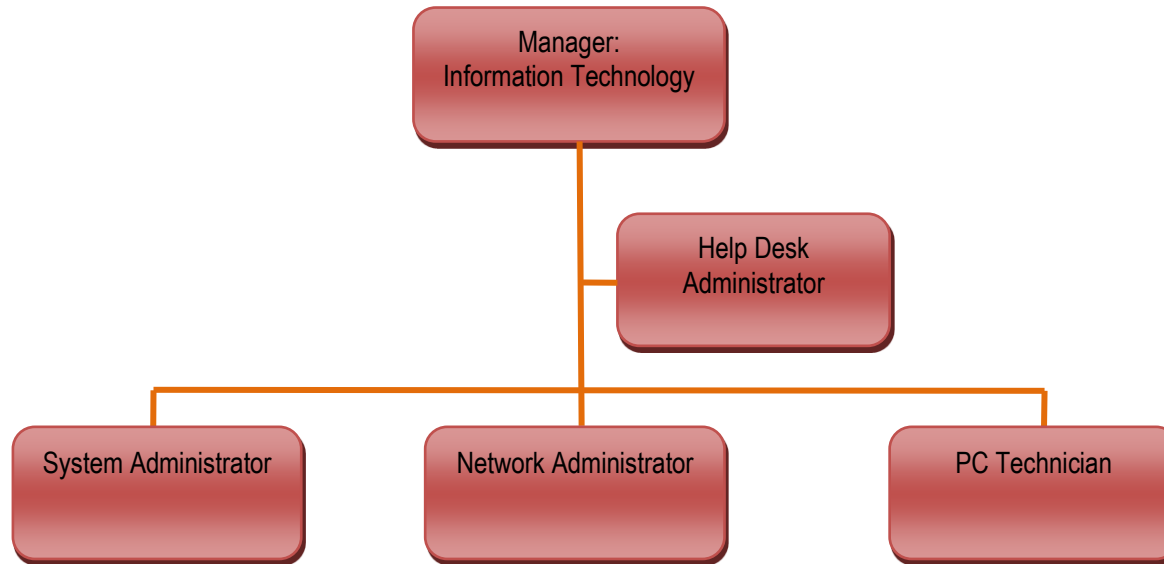 Manager:
Information Technology
Help Desk
Administrator
System Administrator
Network Administrator
PC Technician